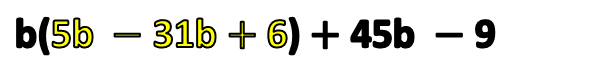 b(5b − 31b + 6) + 45b − 9